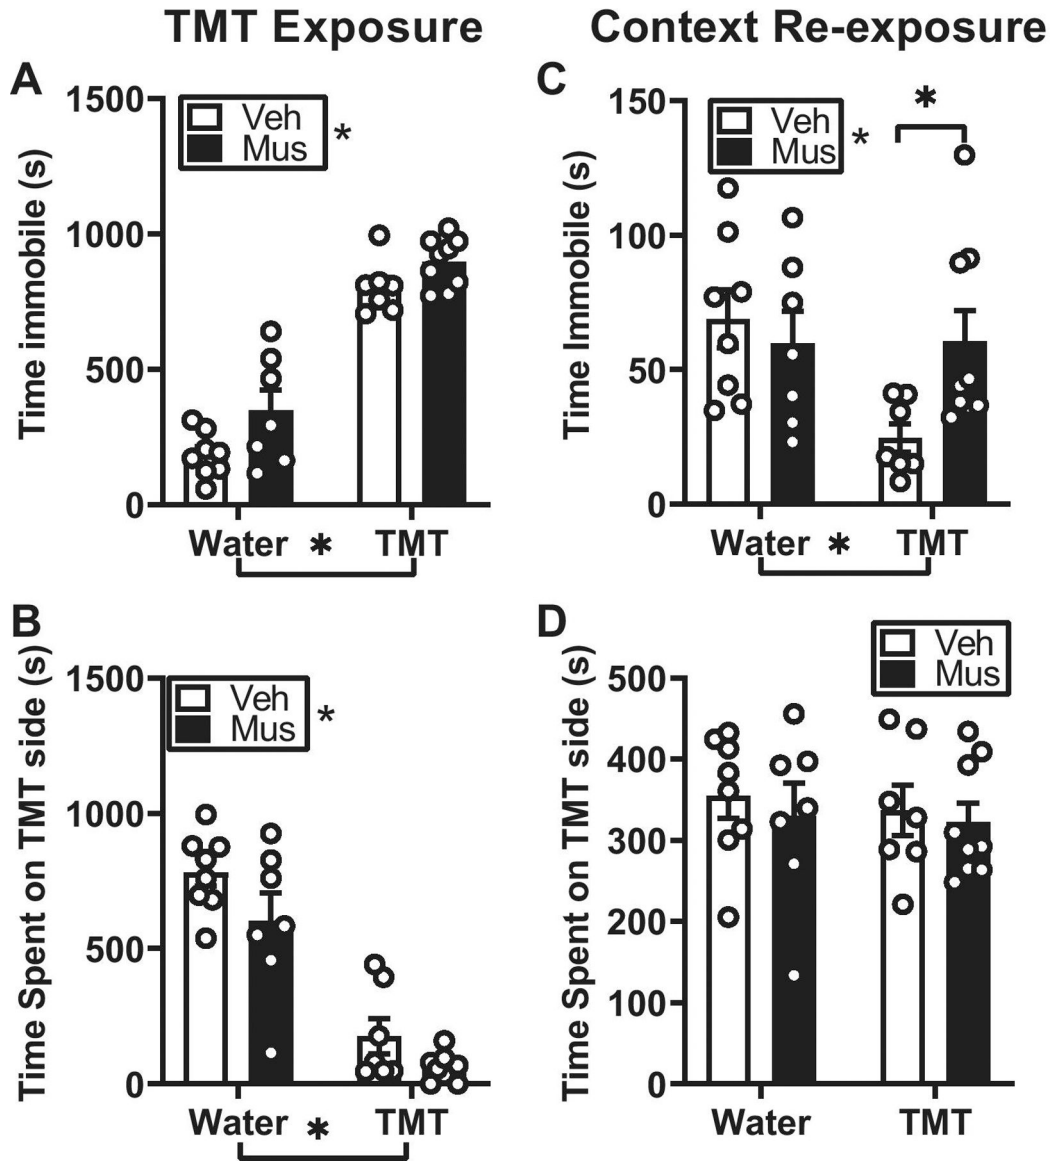 TMT Exposure
Context Re-exposure
A
Time immobile (s)
1500
1000
500
0
Veh
Mus
*
Water * TMT
C
Time Immobile (s)
150
100
50
0
Veh
Mus
*
*
Water * TMT
B
Time Spent on TMT side (s)
1500
1000
500
0
Veh
Mus
*
Water * TMT
D
Time Spent on TMT side (s)
500
400
300
200
100
0
Veh
Mus
Water TMT